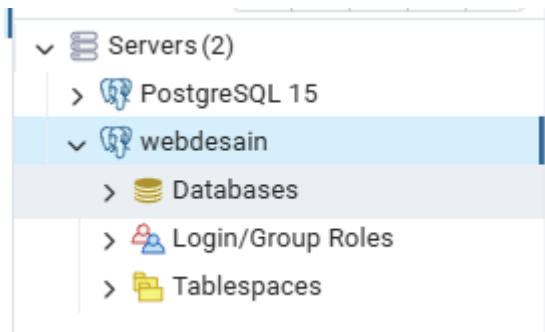 Servers (2)
PostgreSQL 15
webdesain
Databases
Login/Group Roles
Tablespaces